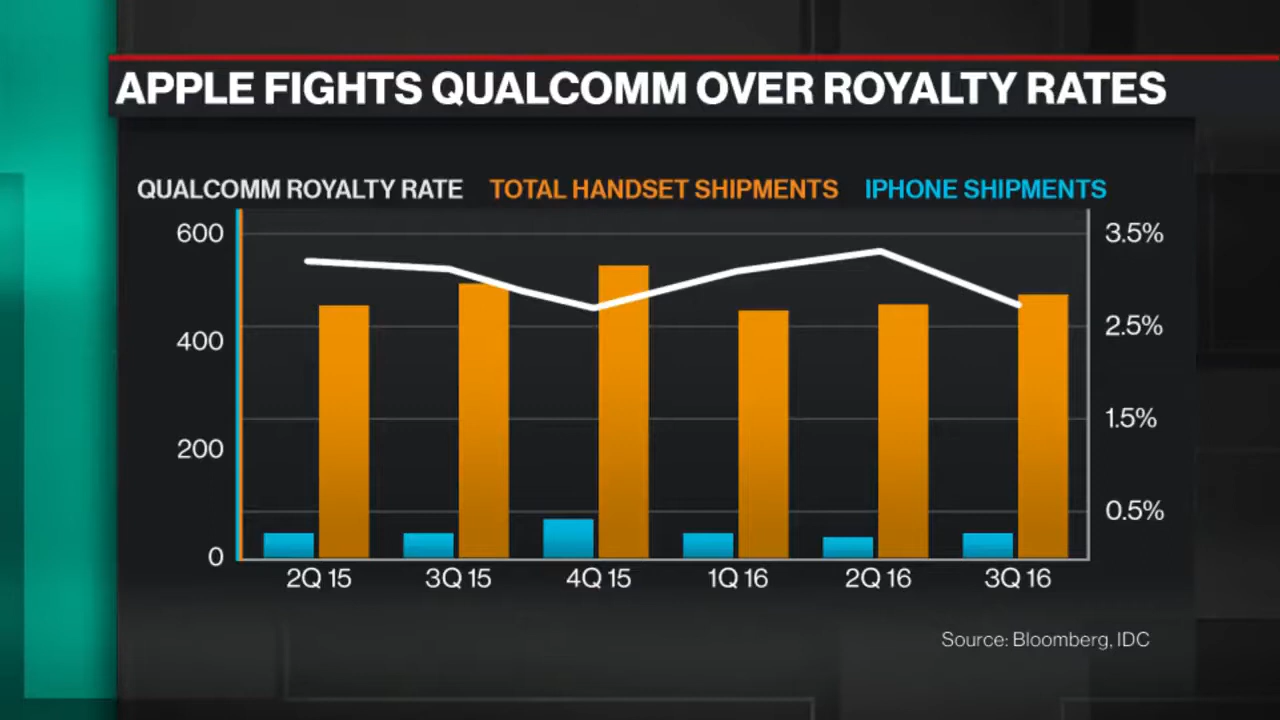 APPLE FIGHTS QUALCOMM OVER ROYALTY RATES
QUALCOMM ROYALTY RATE TOTAL HANDSET SHIPMENTS IPHONE SHIPMENTS
600 3.5%
400 2.5%
200 1.5%
0 0.5%
2Q 15 3Q 15 4Q 15 1Q 16 2Q 16 3Q 16
Source: Bloomberg, IDC